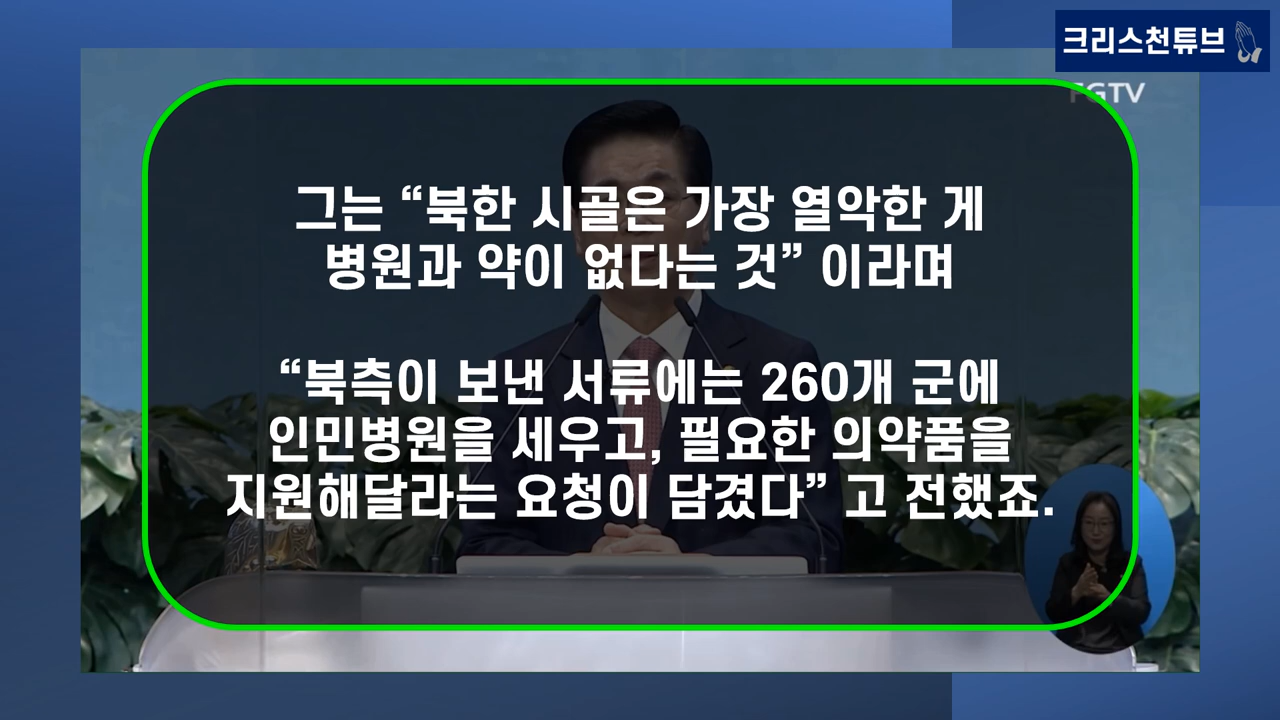 크리스천튜브
FGTV
그는 “북한 시골은 가장 열악한 게
병원과 약이 없다는 것” 이라며
“북측이 보낸 서류에는 260개 군에
인민병원을 세우고, 필요한 의약품을
지원해달라는 요청이 담겼다” 고 전했죠.